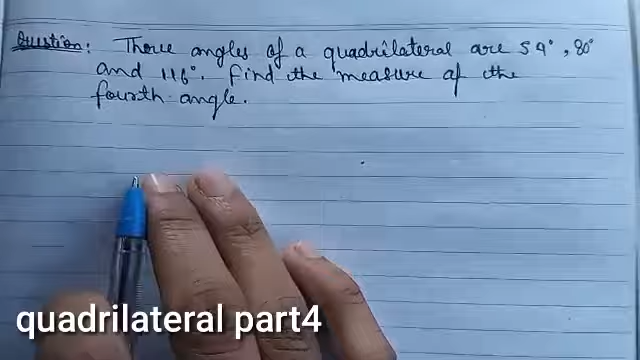 Question: Three angles of a quadrilateral are 54°, 80°
and 116°. Find the measure of the
fourth angle.
quadrilateral part4